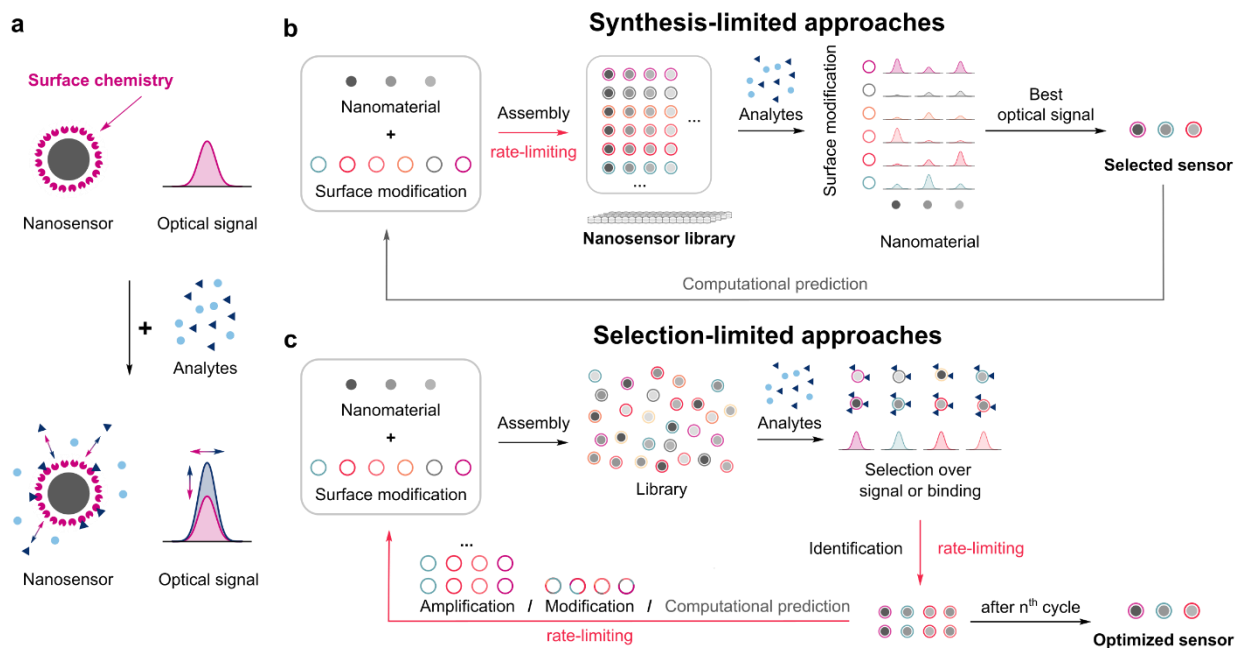 a
Surface chemistry
Nanosensor
Optical signal
+
Analytes
Nanosensor
Optical signal
b
Synthesis-limited approaches
Nanomaterial
+
Surface modification
Assembly
rate-limiting
...
...
Nanosensor library
Analytes
Surface modification
Nanomaterial
Best
optical signal
Selected sensor
Computational prediction
c
Selection-limited approaches
Nanomaterial
+
Surface modification
Assembly
Library
Analytes
Selection over
signal or binding
Identification
rate-limiting
...
Amplification / Modification / Computational prediction
rate-limiting
after nth cycle
Optimized sensor